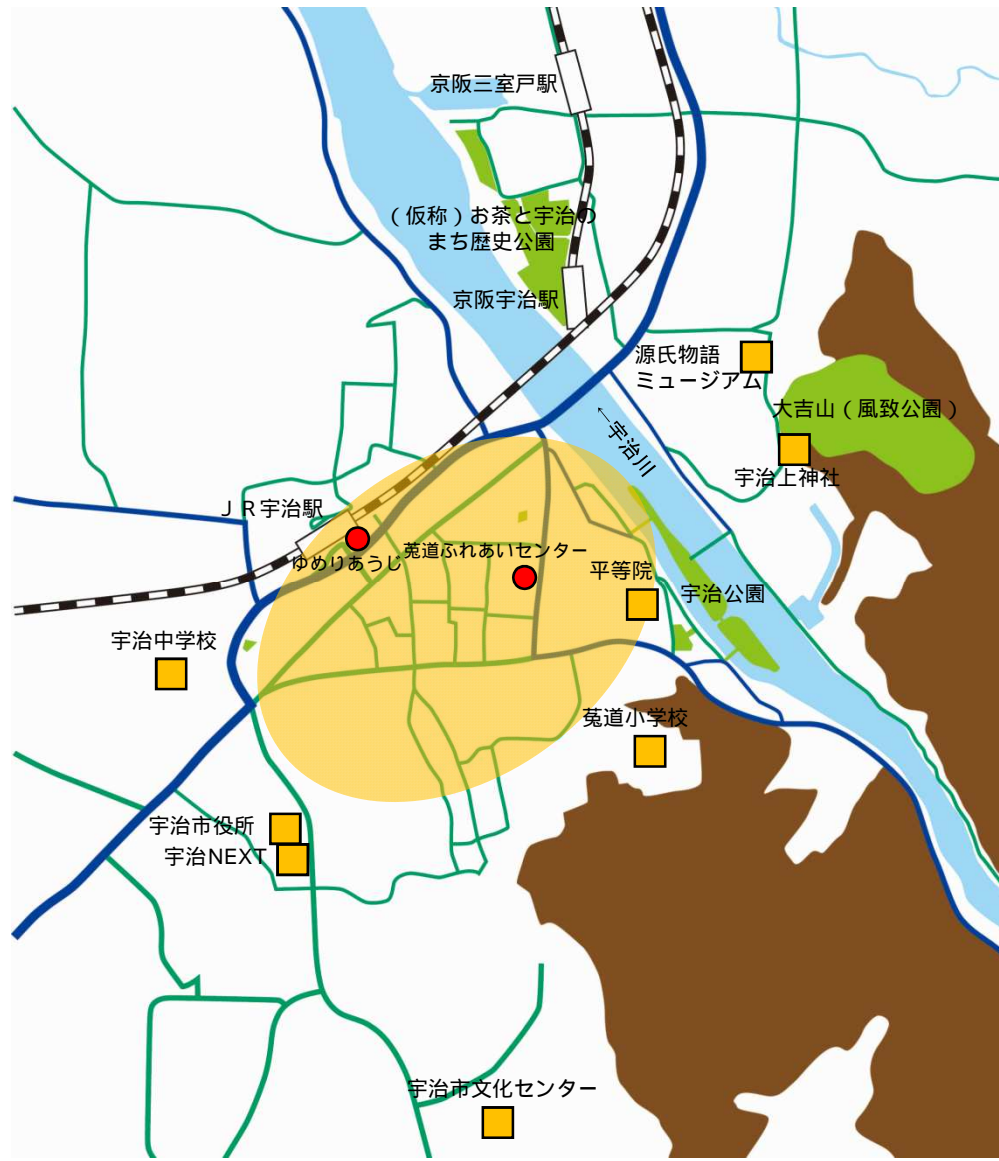 京阪三室戸駅
（仮称）お茶と宇治の
まち歴史公園
京阪宇治駅
源氏物語
ミュージアム
大吉山（風致公園）
←宇治川
宇治上神社
ＪＲ宇治駅
ゆめりあうじ
菟道ふれあいセンター
平等院
宇治公園
宇治中学校
菟道小学校
宇治市役所
宇治NEXT
宇治市文化センター